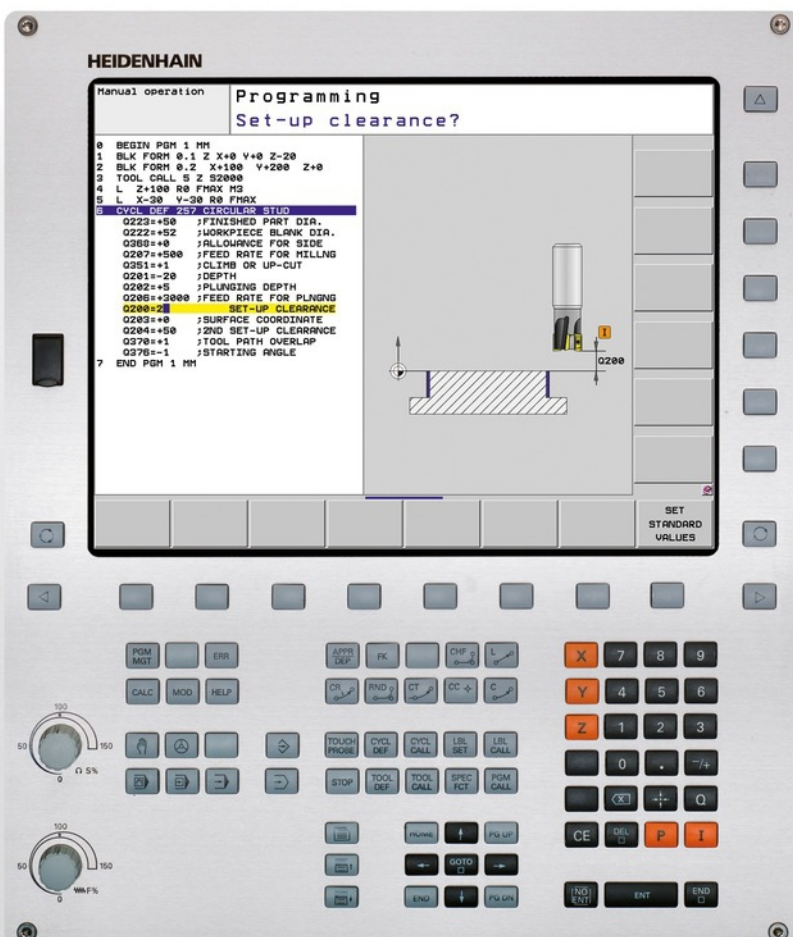 HEIDENHAIN
Manual operation
Programming
Set-up clearance?
0 BEGIN PGM 1 MM
1 BLK FORM 0.1 Z X+0 Y+0 Z-20
2 BLK FORM 0.2 X+100 Y+200 Z+0
3 TOOL CALL 5 Z S2000
4 L Z+100 R0 FMAX M3
5 L X-30 Y-30 R0 FMAX
6 CYCL DEF 257 CIRCULAR STUD
Q223=+50 ;FINISHED PART DIA.
Q222=+52 ;WORKPIECE BLANK DIA.
Q368=+0 ;ALLOWANCE FOR SIDE
Q207=+500 ;FEED RATE FOR MILLNG
Q351=+1 ;CLIMB OR UP-CUT
Q201=-20 ;DEPTH
Q202=+5 ;PLUNGING DEPTH
Q206=+3000 ;FEED RATE FOR PLNGNG
Q200=2 SET-UP CLEARANCE
Q203=+0 ;SURFACE COORDINATE
Q204=+50 ;2ND SET-UP CLEARANCE
Q370=+1 ;TOOL PATH OVERLAP
Q376=-1 ;STARTING ANGLE
7 END PGM 1 MM
I
Q200
SET
STANDARD
VALUES
PGM MGT
ERR
CALC
MOD
HELP
APPR DEP
FK
CHF
L
CR
RND
CT
CC
C
TOUCH PROBE
CYCL DEF
CYCL CALL
LBL SET
LBL CALL
STOP
TOOL DEF
TOOL CALL
SPEC FCT
PGM CALL
HOME
PG UP
GOTO
END
PG DN
X 7 8 9
Y 4 5 6
Z 1 2 3
0 . -/+
X Q
CE DEL P I
NO ENT
ENT
END
100
50 150
0
S%
100
50 150
0
F%